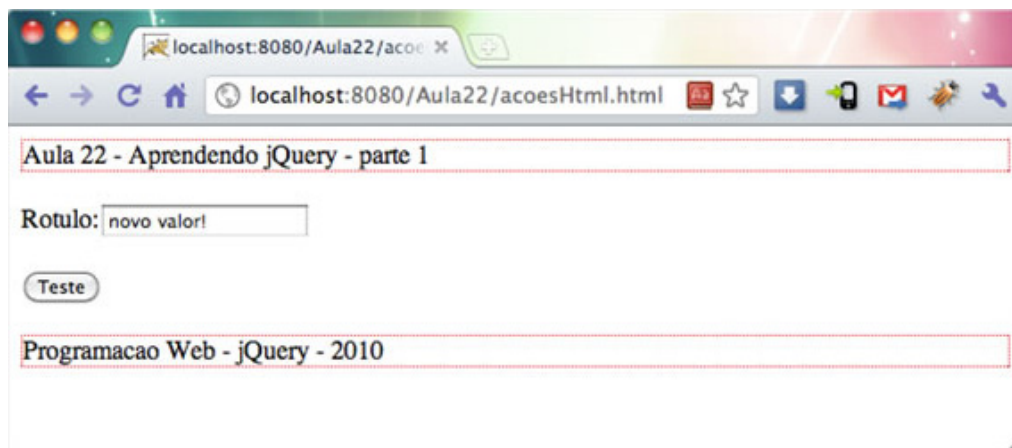 localhost:8080/Aula22/acoe
localhost:8080/Aula22/acoesHtml.html
Aula 22 - Aprendendo jQuery - parte 1
Rotulo: novo valor!
Teste
Programacao Web - jQuery - 2010